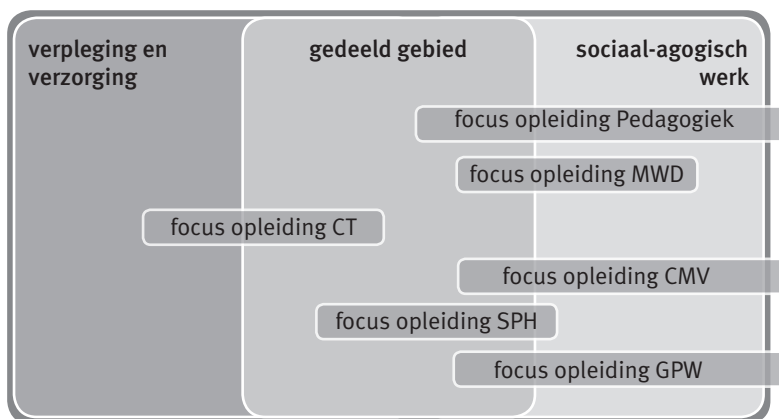 verpleging en
verzorging
gedeeld gebied
sociaal-agogisch
werk
focus opleiding Pedagogiek
focus opleiding MWD
focus opleiding CT
focus opleiding CMV
focus opleiding SPH
focus opleiding GPW